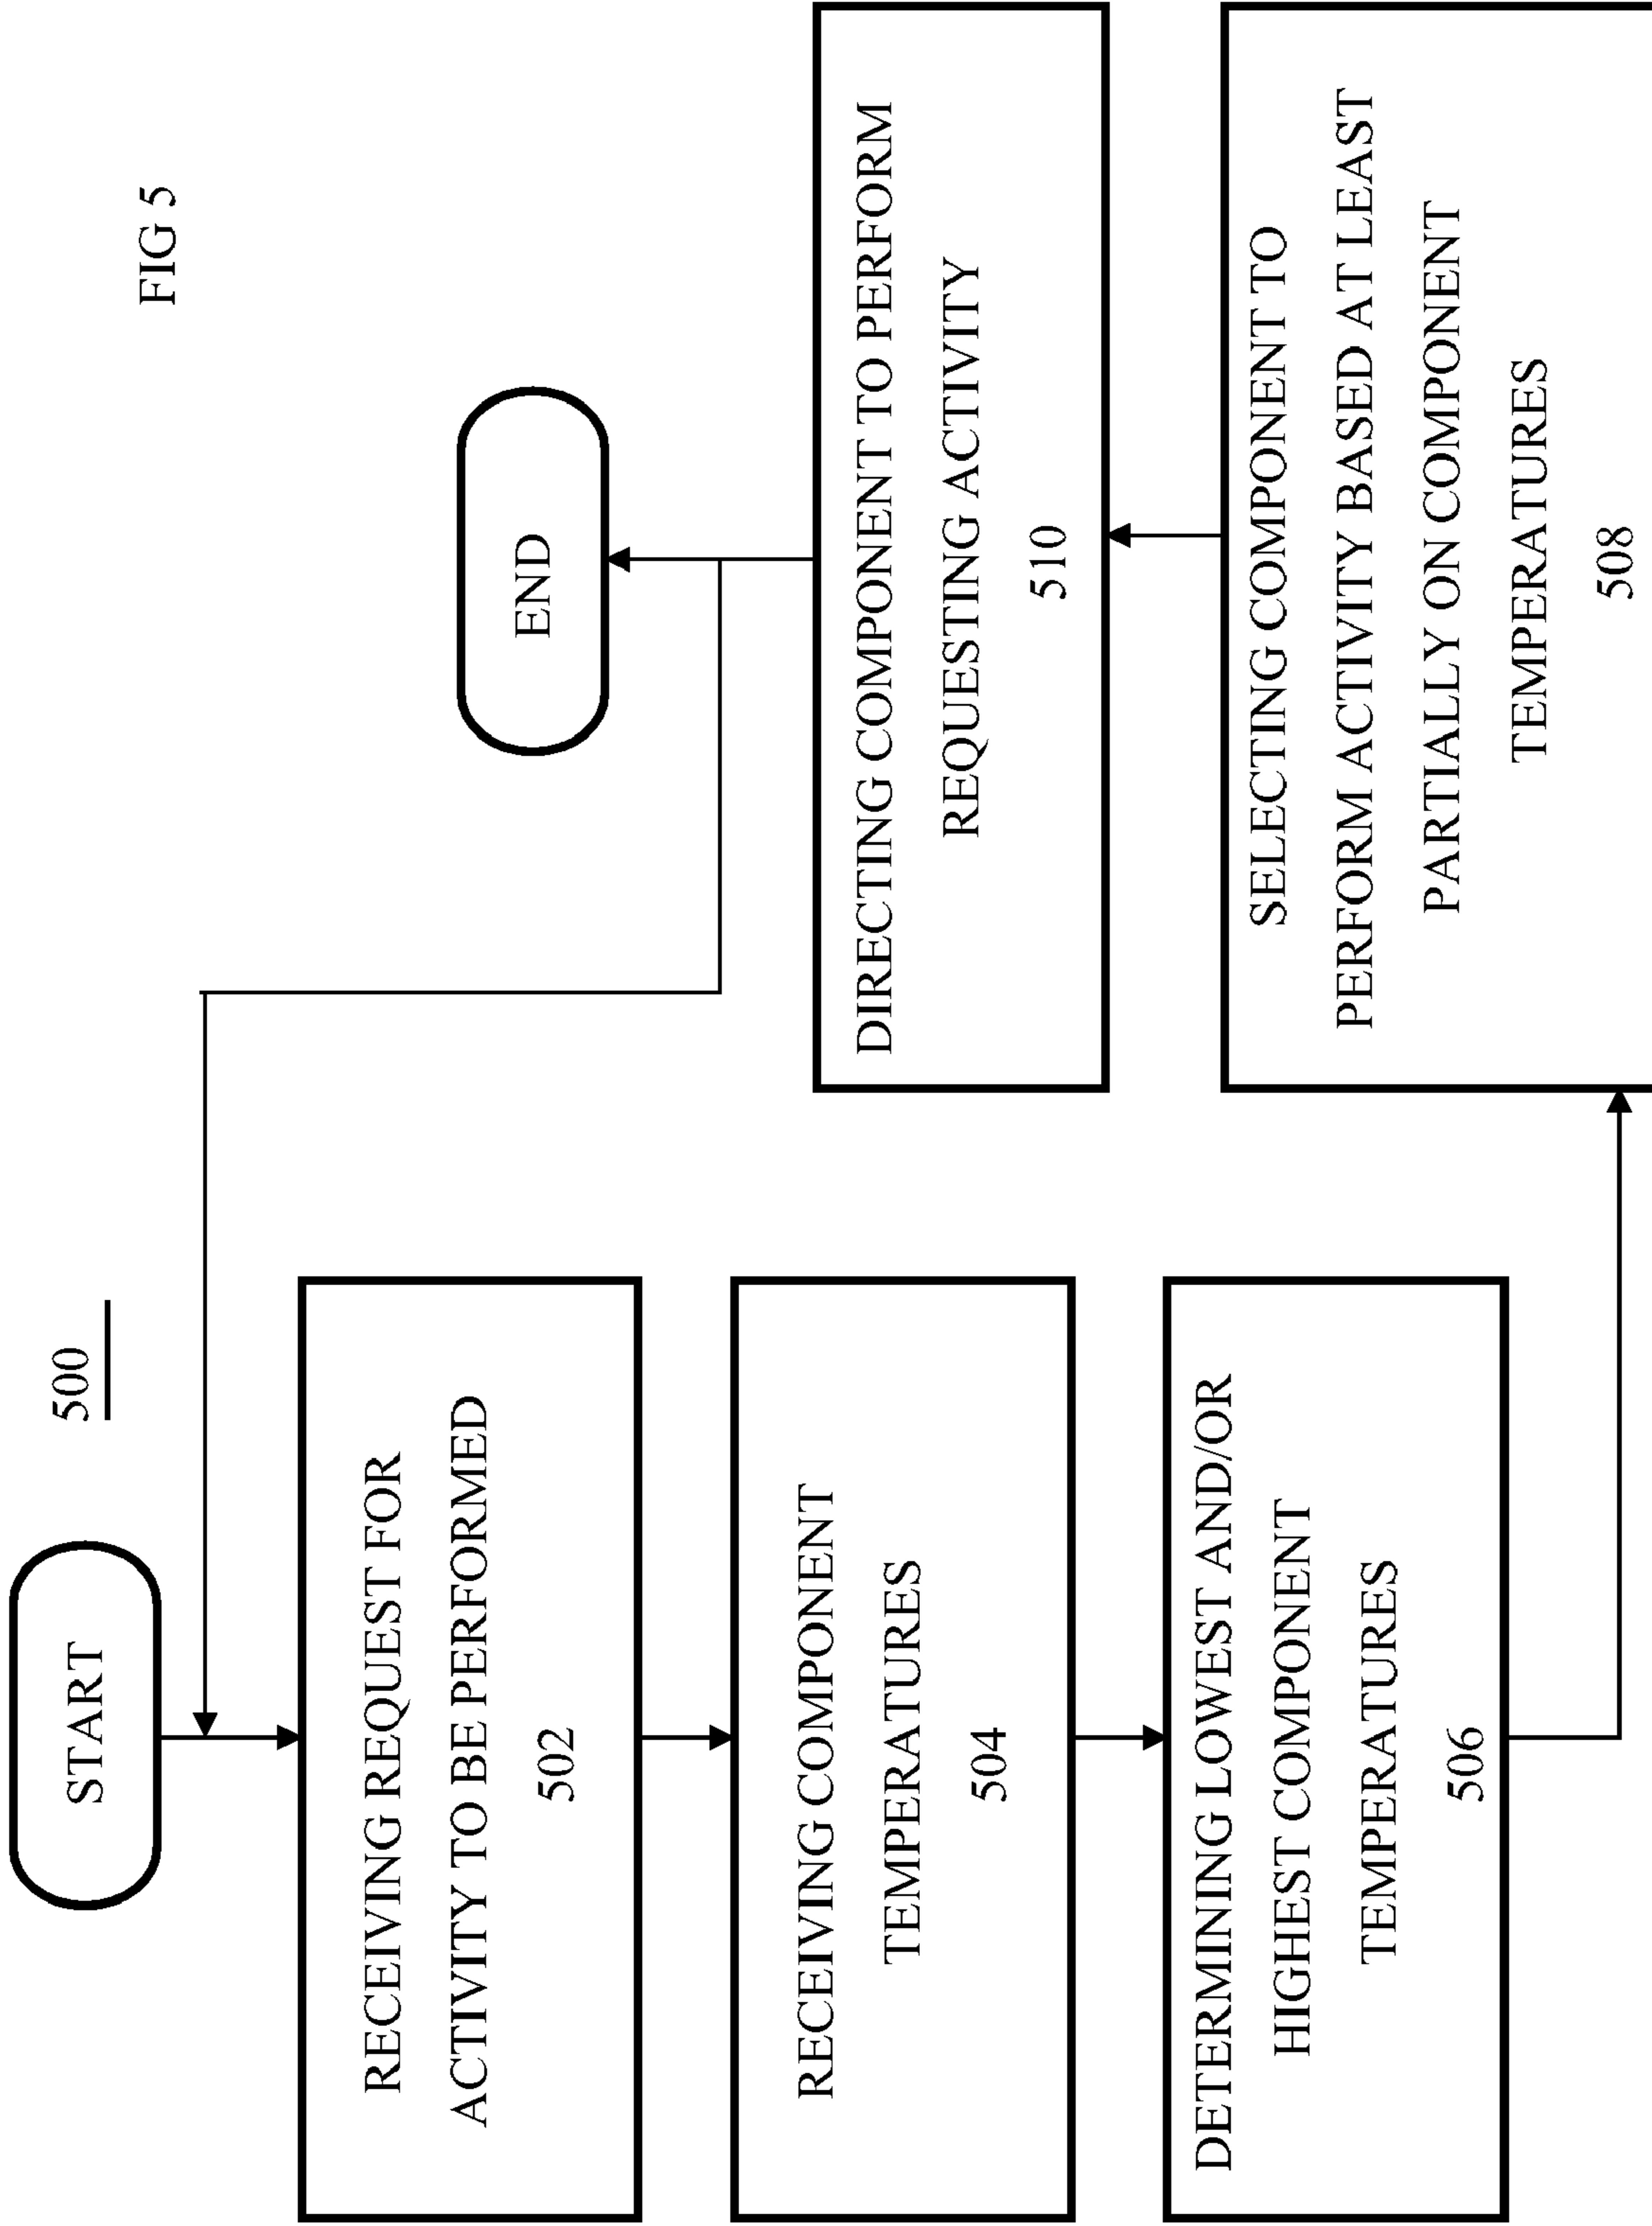 500
FIG 5
START
RECEIVING REQUEST FOR
ACTIVITY TO BE PERFORMED
502
RECEIVING COMPONENT
TEMPERATURES
504
DETERMINING LOWEST AND/OR
HIGHEST COMPONENT
TEMPERATURES
506
SELECTING COMPONENT TO
PERFORM ACTIVITY BASED AT LEAST
PARTIALLY ON COMPONENT
TEMPERATURES
508
DIRECTING COMPONENT TO PERFORM
REQUESTING ACTIVITY
510
END